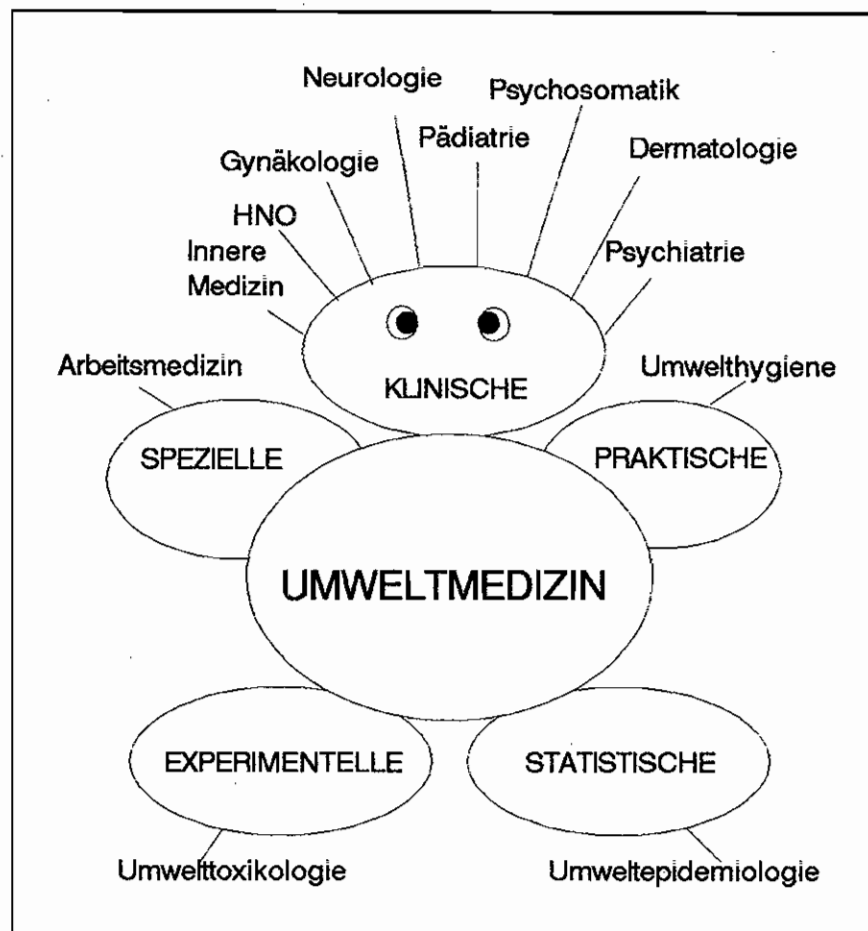 Neurologie
Psychosomatik
Pädiatrie
Gynäkologie
Dermatologie
HNO
Innere
Medizin
Psychiatrie
KLINISCHE
Arbeitsmedizin
Umwelthygiene
SPEZIELLE
PRAKTISCHE
UMWELTMEDIZIN
EXPERIMENTELLE
STATISTISCHE
Umwelttoxikologie
Umweltepidemiologie